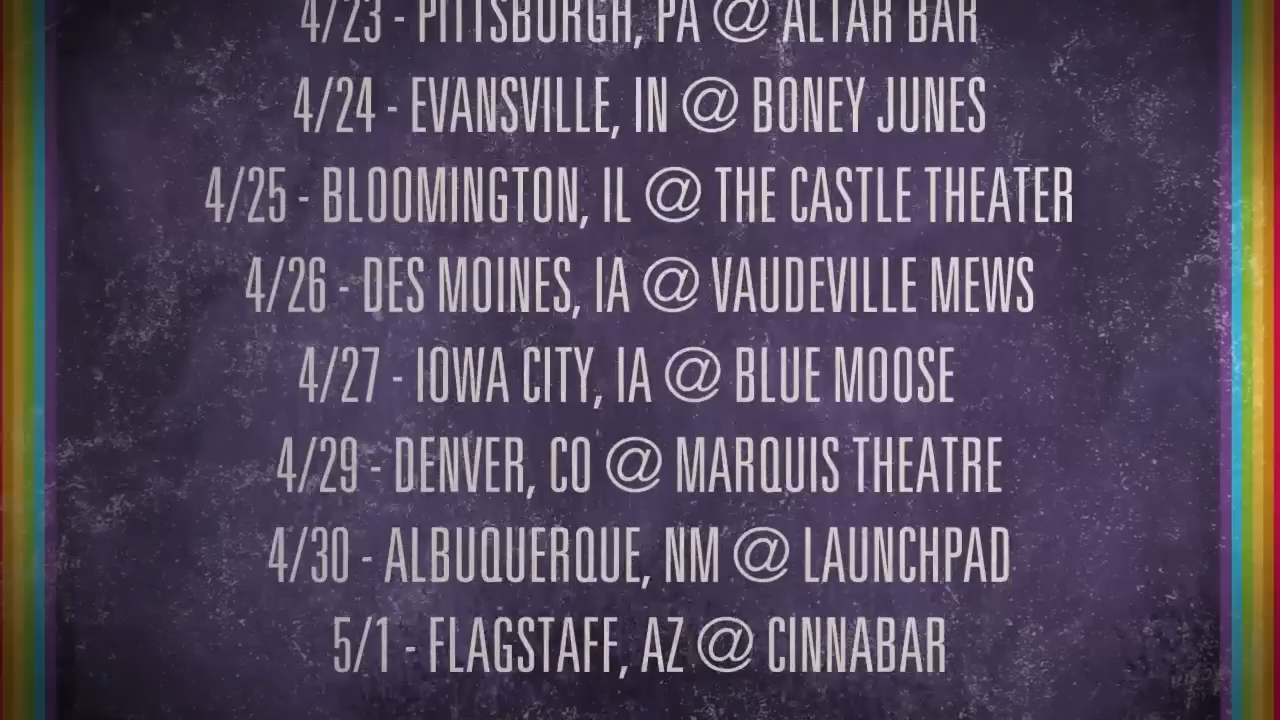 4/23 - PITTSBURGH, PA @ ALTAR BAR
4/24 - EVANSVILLE, IN @ BONEY JUNES
4/25 - BLOOMINGTON, IL @ THE CASTLE THEATER
4/26 - DES MOINES, IA @ VAUDEVILLE MEWS
4/27 - IOWA CITY, IA @ BLUE MOOSE
4/29 - DENVER, CO @ MARQUIS THEATRE
4/30 - ALBUQUERQUE, NM @ LAUNCHPAD
5/1 - FLAGSTAFF, AZ @ CINNABAR